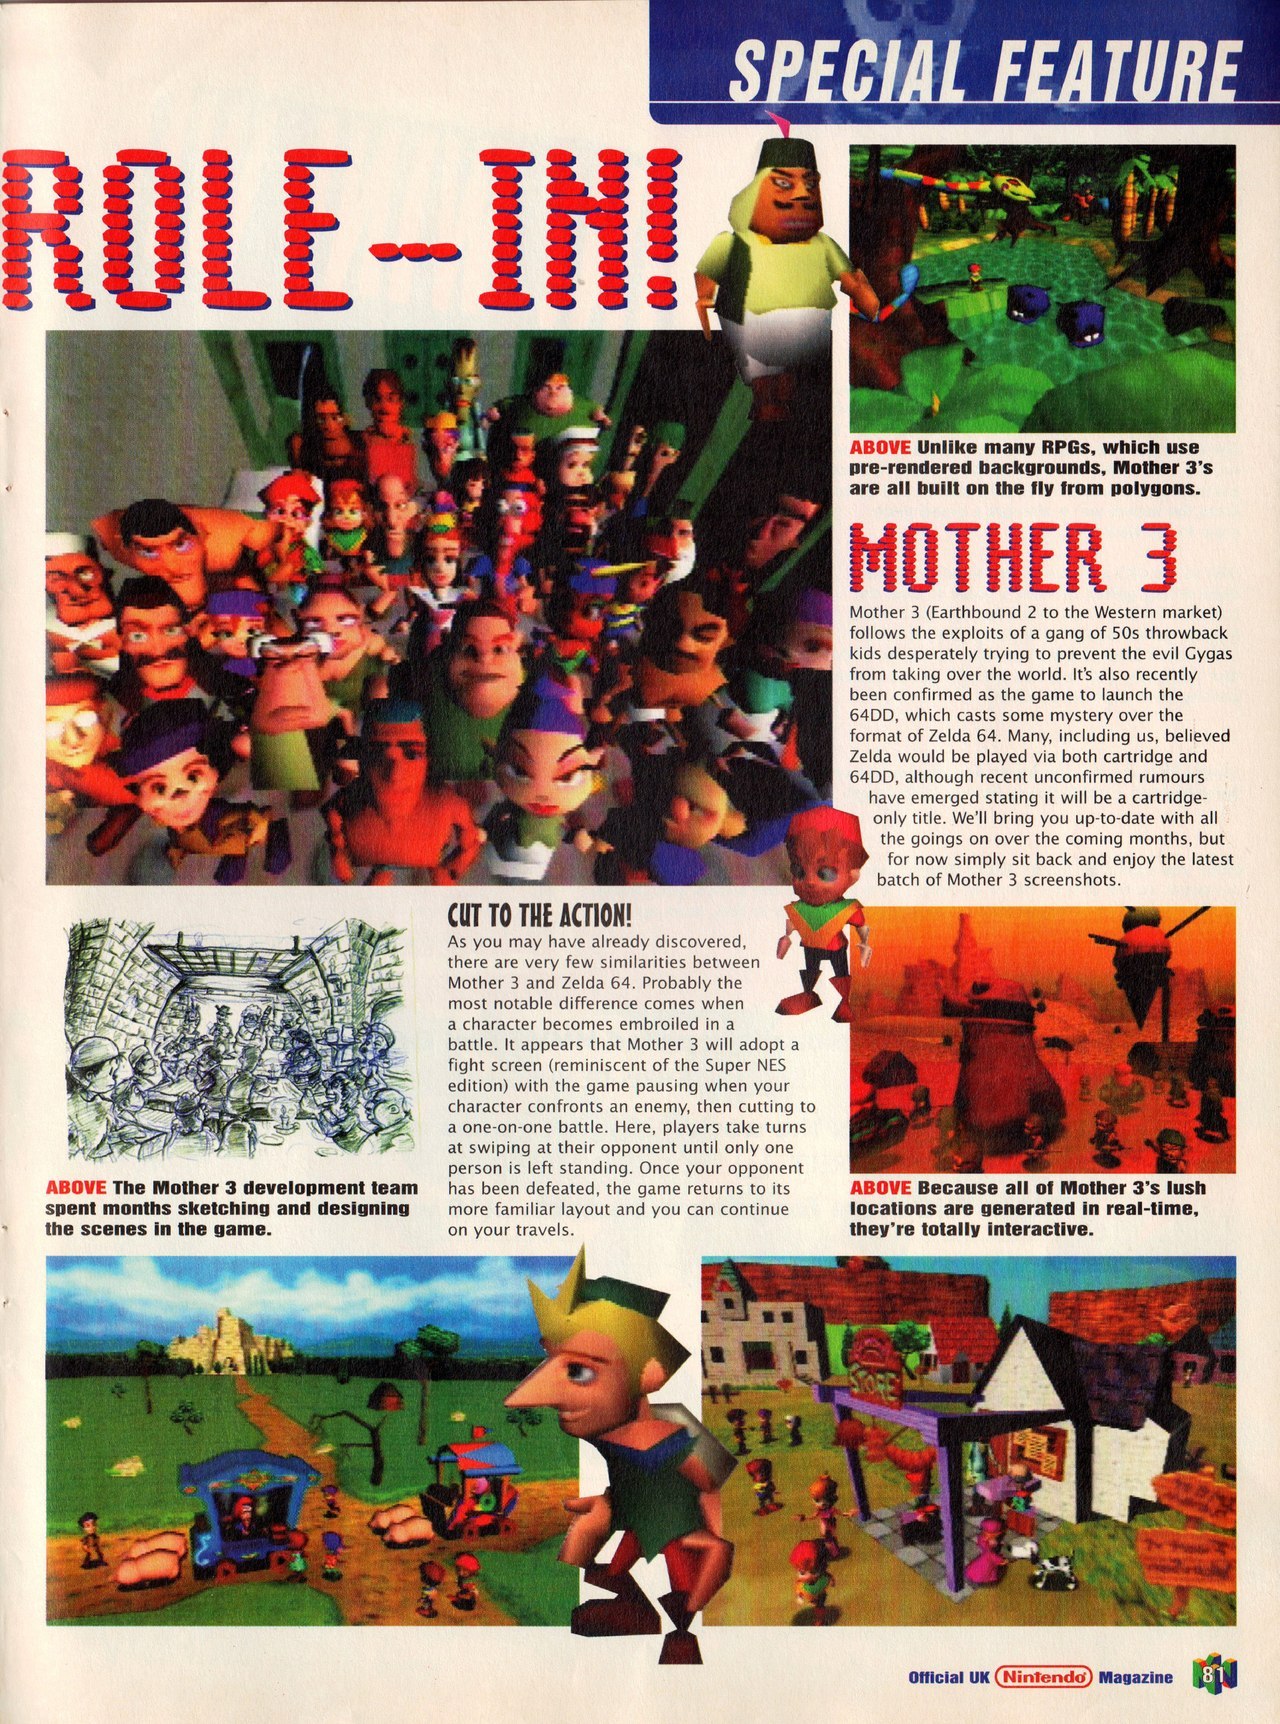 SPECIAL FEATURE
ROLE-IN!
ABOVE Unlike many RPGs, which use
pre-rendered backgrounds, Mother 3's
are all built on the fly from polygons.
MOTHER 3
Mother 3 (Earthbound 2 to the Western market)
follows the exploits of a gang of 50s throwback
kids desperately trying to prevent the evil Gygas
from taking over the world. It's also recently
been confirmed as the game to launch the
64DD, which casts some mystery over the
format of Zelda 64. Many, including us, believed
Zelda would be played via both cartridge and
64DD, although recent unconfirmed rumours
have emerged stating it will be a cartridge-
only title. We'll bring you up-to-date with all
the goings on over the coming months, but
for now simply sit back and enjoy the latest
batch of Mother 3 screenshots.
CUT TO THE ACTION!
As you may have already discovered,
there are very few similarities between
Mother 3 and Zelda 64. Probably the
most notable difference comes when
a character becomes embroiled in a
battle. It appears that Mother 3 will adopt a
fight screen (reminiscent of the Super NES
edition) with the game pausing when your
character confronts an enemy, then cutting to
a one-on-one battle. Here, players take turns
at swiping at their opponent until only one
person is left standing. Once your opponent
has been defeated, the game returns to its
more familiar layout and you can continue
on your travels.
ABOVE The Mother 3 development team
spent months sketching and designing
the scenes in the game.
ABOVE Because all of Mother 3's lush
locations are generated in real-time,
they're totally interactive.
STORE
Official UK Nintendo Magazine 81